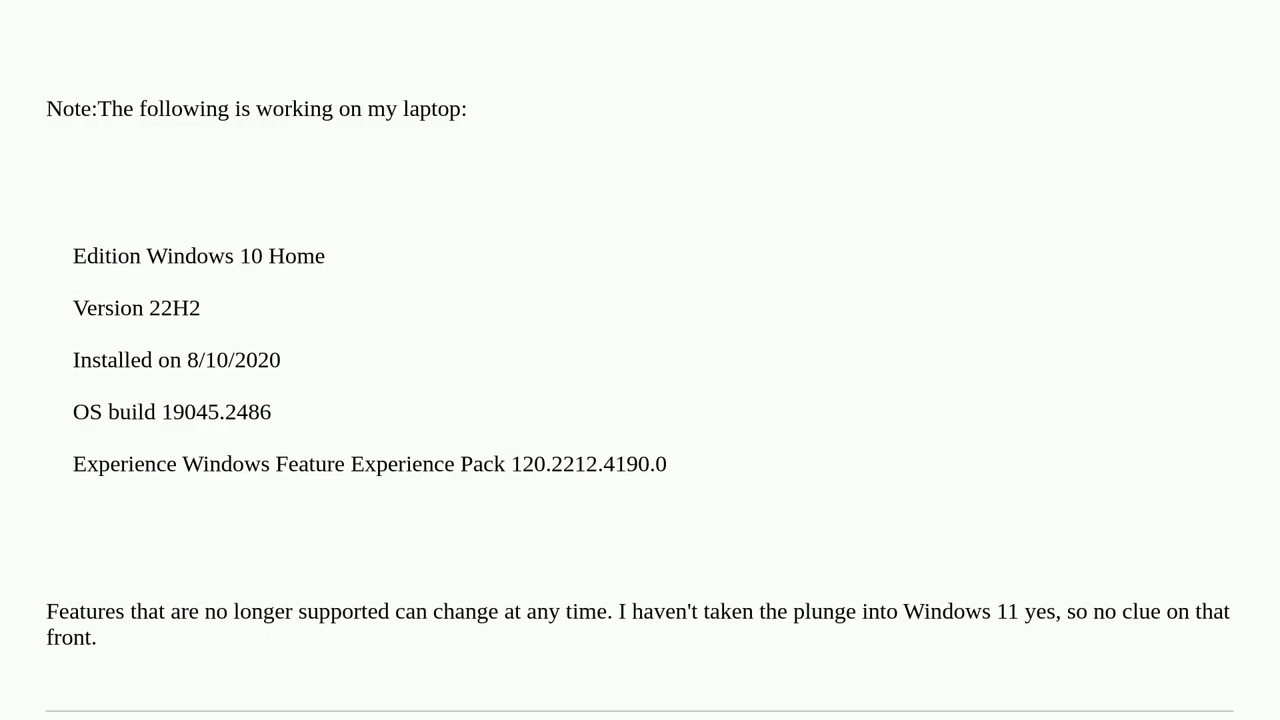 Note:The following is working on my laptop:
Edition Windows 10 Home
Version 22H2
Installed on 8/10/2020
OS build 19045.2486
Experience Windows Feature Experience Pack 120.2212.4190.0
Features that are no longer supported can change at any time. I haven't taken the plunge into Windows 11 yes, so no clue on that
front.